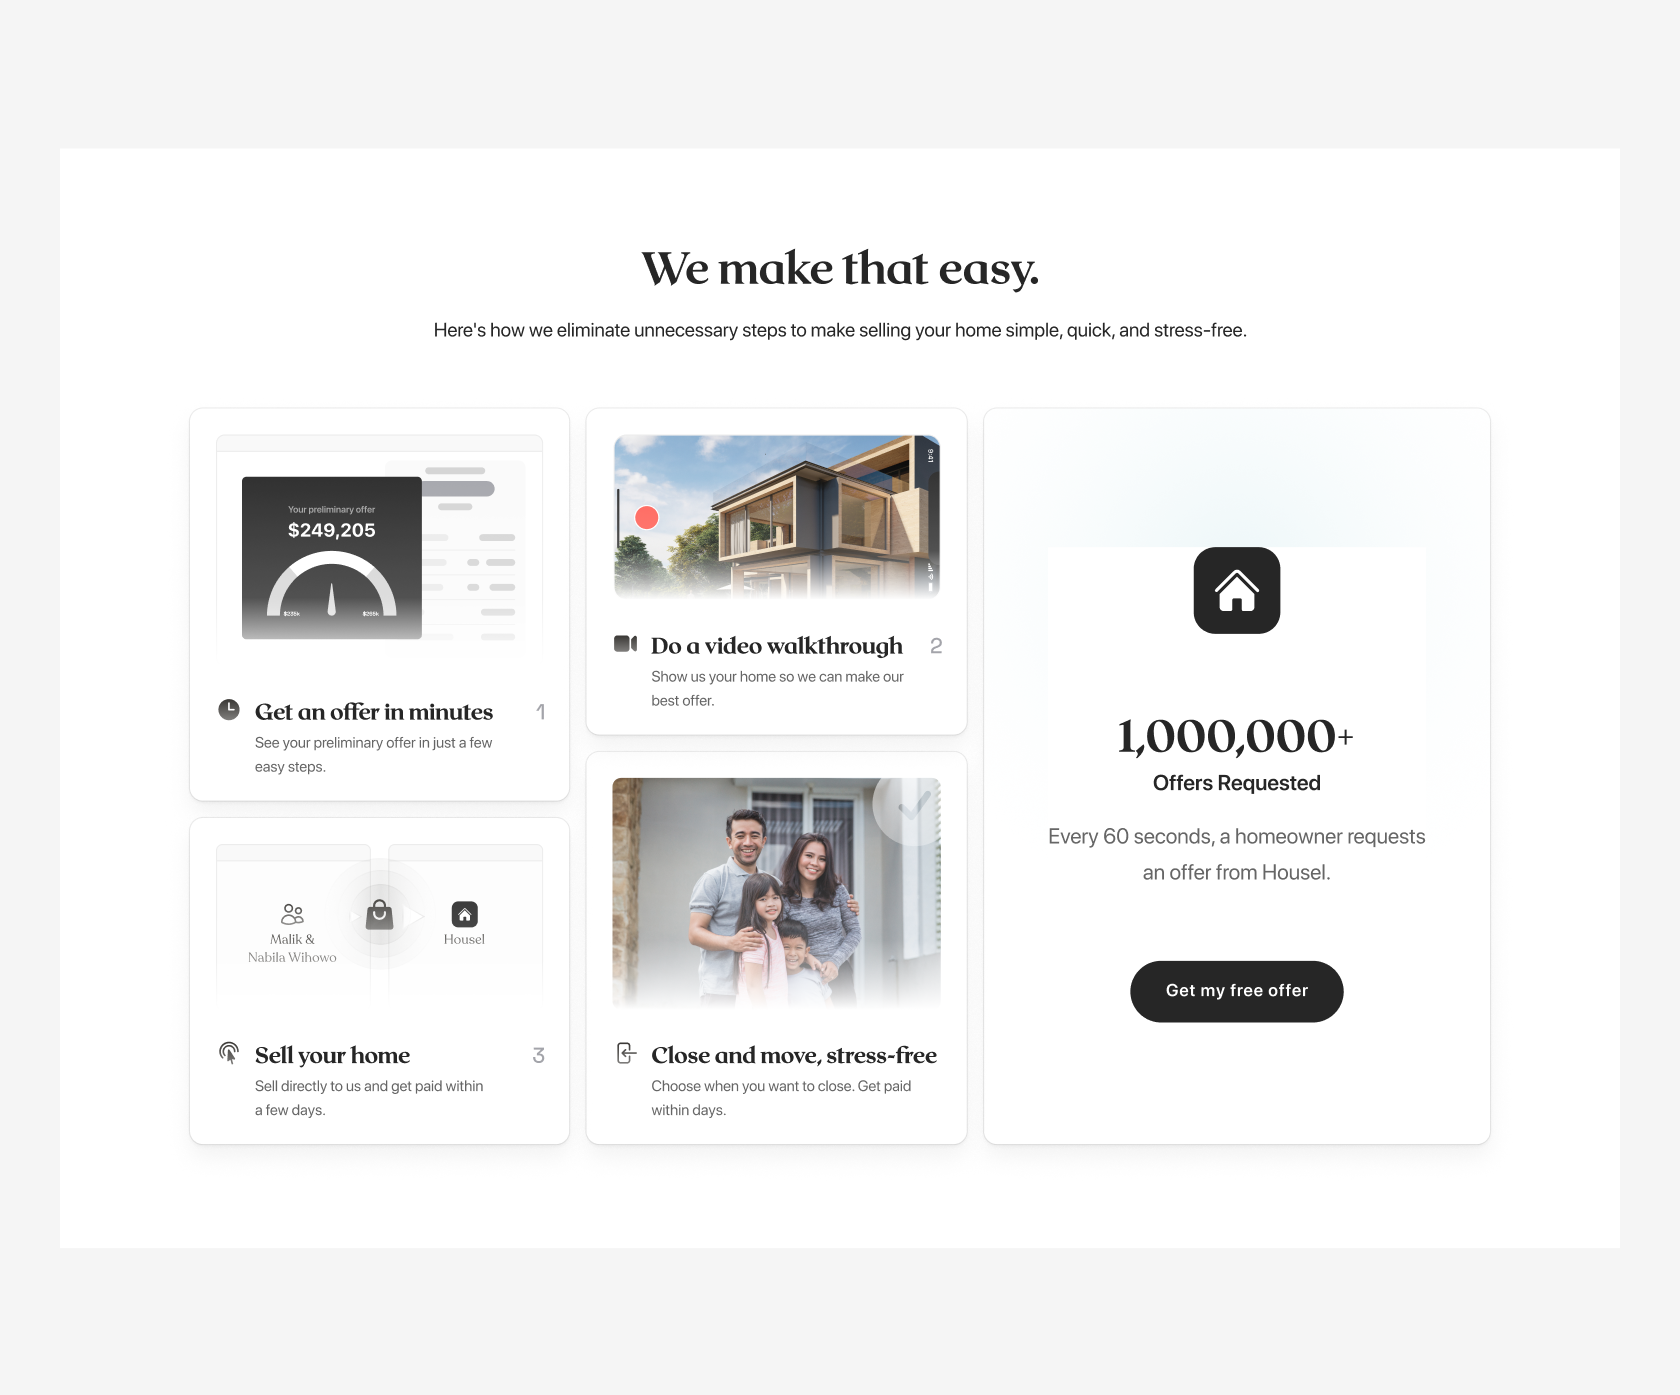 We make that easy.
Here's how we eliminate unnecessary steps to make selling your home simple, quick, and stress-free.
Your preliminary offer
$249,205
$235k
$265k
Get an offer in minutes
1
See your preliminary offer in just a few
easy steps.
9:41
Do a video walkthrough
2
Show us your home so we can make our
best offer.
Malik &
Nabila Wihowo
Housel
Sell your home
3
Sell directly to us and get paid within
a few days.
Close and move, stress-free
Choose when you want to close. Get paid
within days.
1,000,000+
Offers Requested
Every 60 seconds, a homeowner requests
an offer from Housel.
Get my free offer